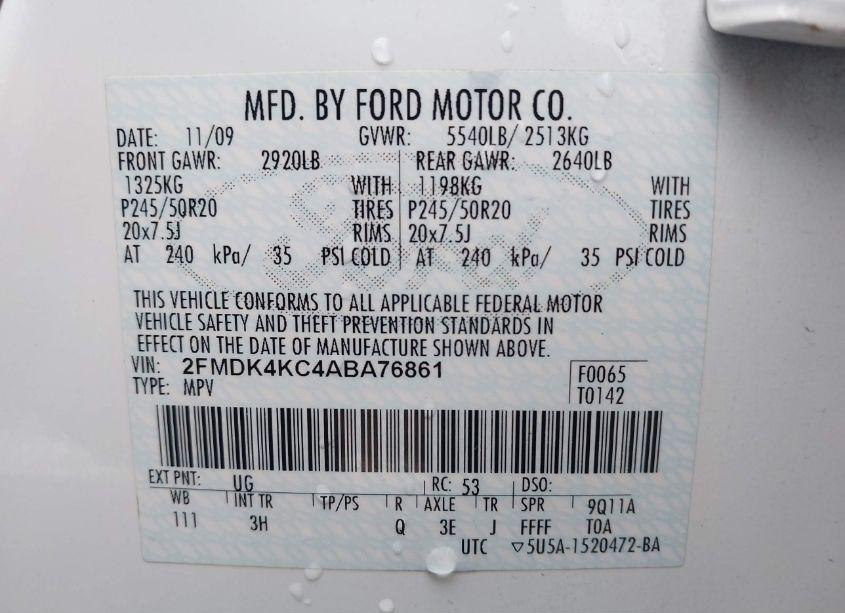 MFD. BY FORD MOTOR CO.
DATE: 11/09 GVWR: 5540LB/ 2513KG
FRONT GAWR: 2920LB REAR GAWR: 2640LB
1325KG WITH 1198KG WITH
P245/50R20 TIRES P245/50R20 TIRES
20x7.5J RIMS 20x7.5J RIMS
AT 240 kPa/ 35 PSI COLD AT 240 kPa/ 35 PSI COLD
THIS VEHICLE CONFORMS TO ALL APPLICABLE FEDERAL MOTOR
VEHICLE SAFETY AND THEFT PREVENTION STANDARDS IN
EFFECT ON THE DATE OF MANUFACTURE SHOWN ABOVE.
VIN: 2FMDK4KC4ABA76861 F0065
TYPE: MPV T0142
EXT PNT: UG RC: 53 DSO:
WB INT TR TP/PS R AXLE TR SPR 9Q11A
111 3H Q 3E J FFFF T0A
UTC ▽5U5A-1520472-BA